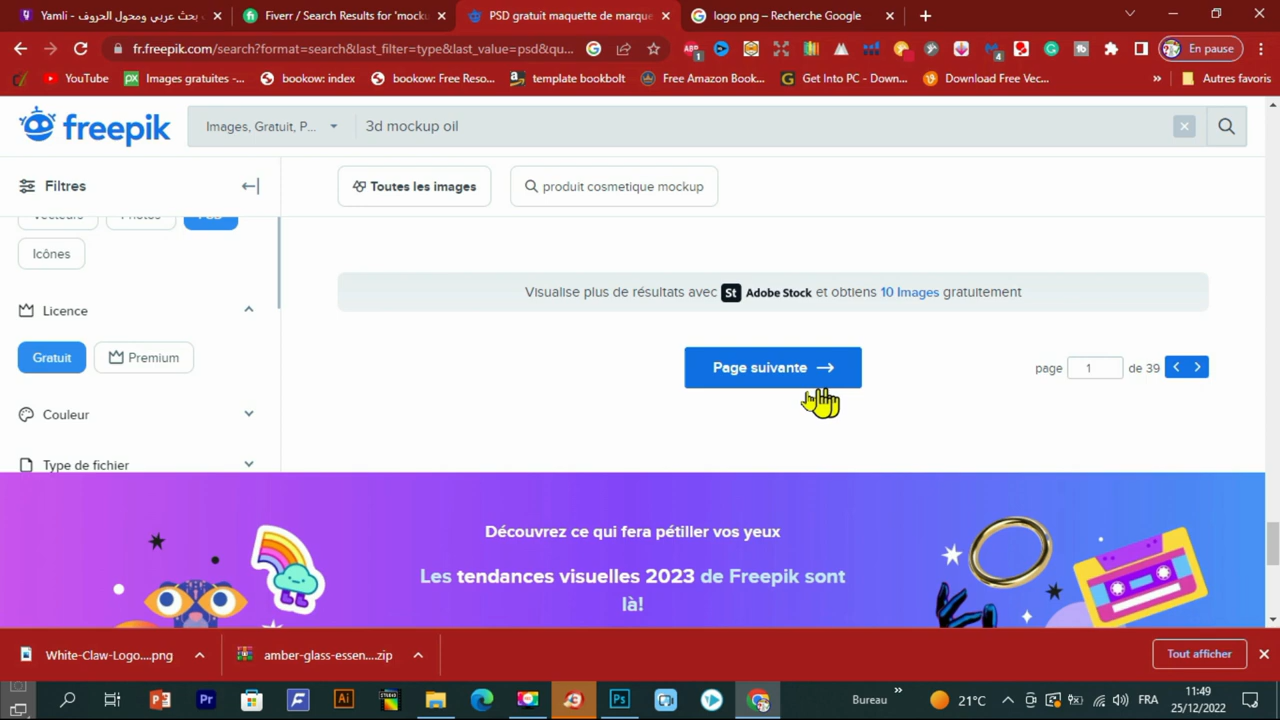 Yamli - بحث عربي ومحول الحروف
Fiverr / Search Results for 'mocku
PSD gratuit maquette de marque
logo png – Recherche Google
fr.freepik.com/search?format=search&last_filter=type&last_value=psd&qu...
En pause
YouTube
Images gratuites -...
bookow: index
bookow: Free Reso...
template bookbolt
Free Amazon Book...
Get Into PC - Down...
Download Free Vec...
Autres favoris
freepik
Images, Gratuit, P...
3d mockup oil
Filtres
Toutes les images
produit cosmetique mockup
Vecteurs
Photos
PSD
Icônes
Visualise plus de résultats avec St Adobe Stock et obtiens 10 Images gratuitement
Licence
Gratuit
Premium
Page suivante
page 1 de 39
Couleur
Type de fichier
Découvrez ce qui fera pétiller vos yeux
Les tendances visuelles 2023 de Freepik sont
là!
White-Claw-Logo....png
amber-glass-essen....zip
Tout afficher
Bureau
21°C
FRA
11:49
25/12/2022